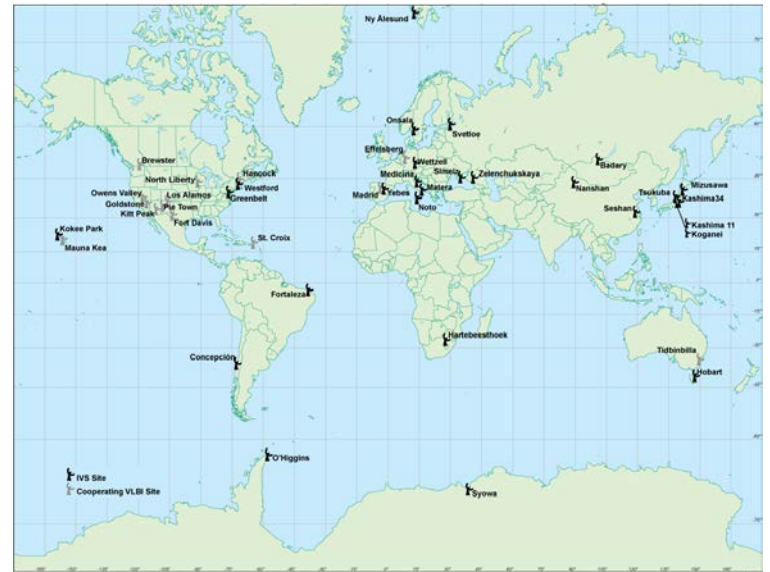 Ny Ålesund
Onsala
Svetloe
Effelsberg
Brewster
Wettzell
Badary
Hancock
Medicina
Simeiz
Zelenchukskaya
North Liberty
Westford
Nanshan
Mizusawa
Owens Valley
Los Alamos
Greenbelt
Madrid
Yebes
Matera
Tsukuba
Kashima34
Goldstone
Pie Town
Kitt Peak
Noto
Seshan
Fort Davis
Kashima 11
Kokee Park
Koganei
St. Croix
Mauna Kea
Fortaleza
Hartebeesthoek
Tidbinbilla
Concepción
Hobart
O'Higgins
IVS Site
Cooperating VLBI Site
Syowa